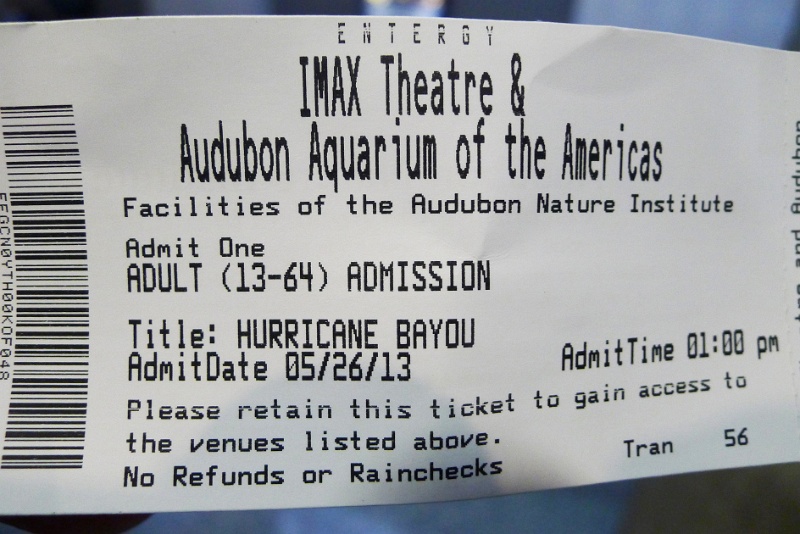 ENTERGY
IMAX Theatre &
Audubon Aquarium of the Americas
Facilities of the Audubon Nature Institute
Admit One
ADULT (13-64) ADMISSION
Title: HURRICANE BAYOU
AdmitDate 05/26/13
AdmitTime 01:00 pm
Please retain this ticket to gain access to
the venues listed above.
Tran 56
No Refunds or Rainchecks
and Audubon